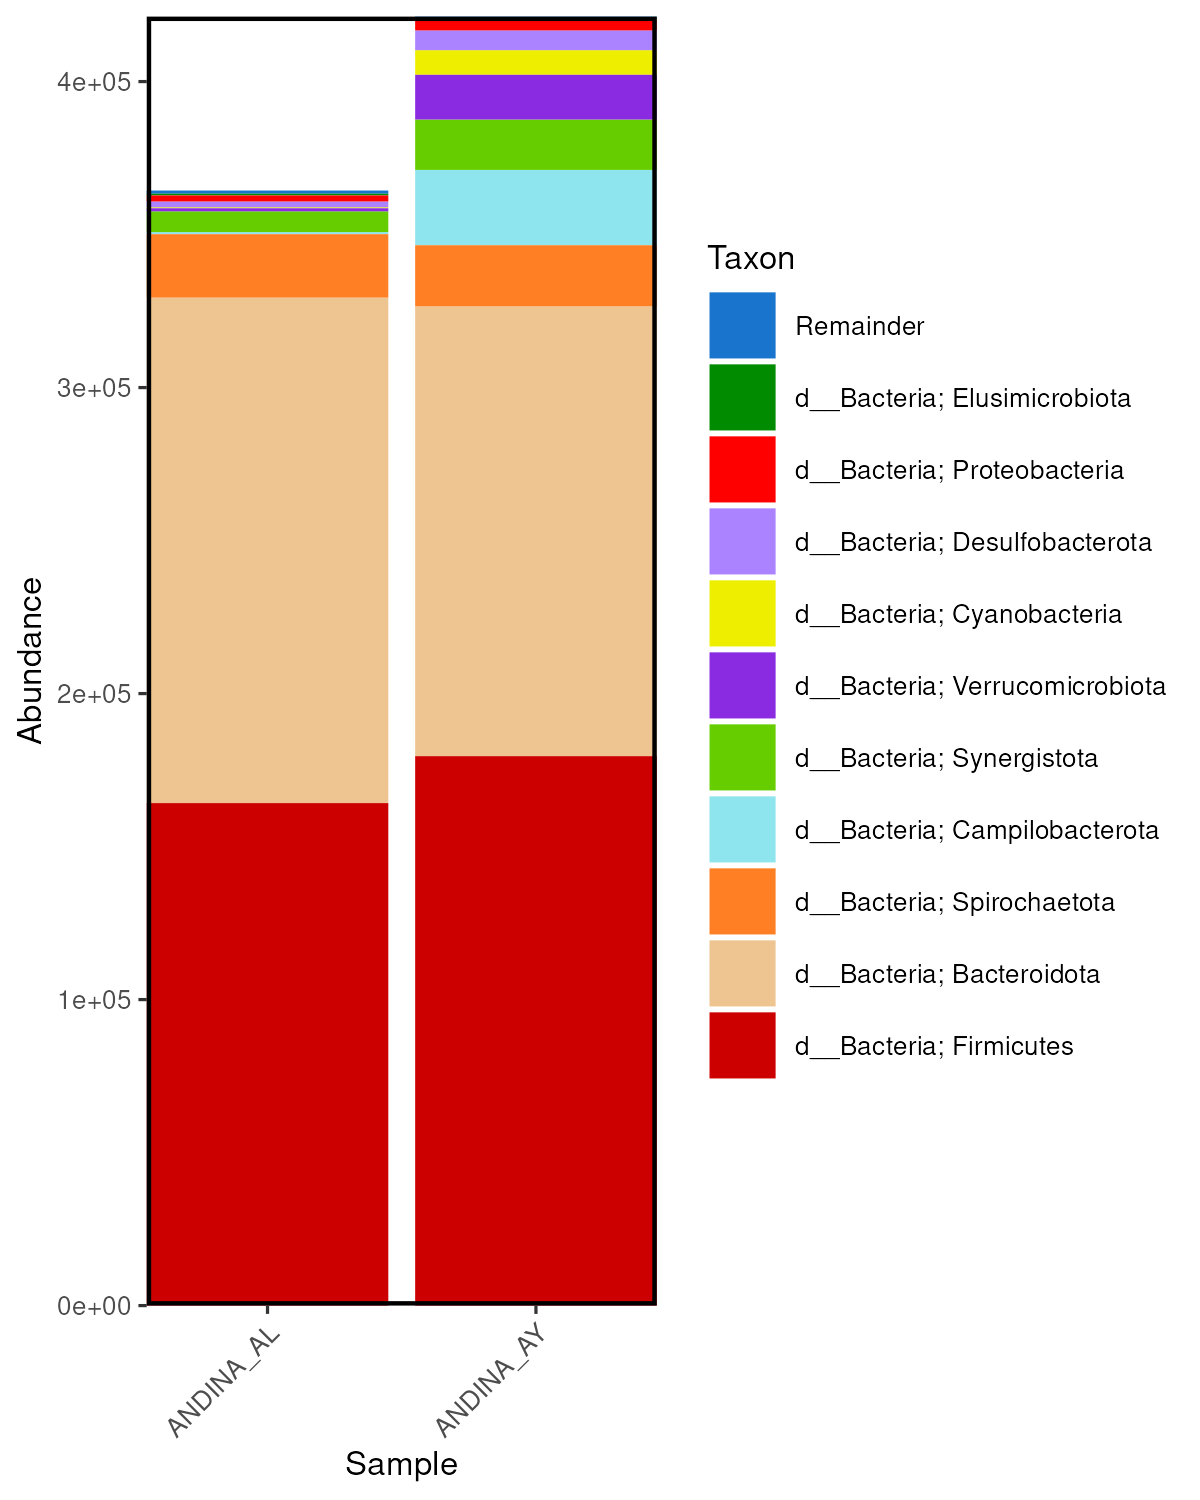 4e+05
3e+05
2e+05
1e+05
0e+00
Abundance
ANDINA_AL
ANDINA_AY
Sample
Taxon
Remainder
d__Bacteria; Elusimicrobiota
d__Bacteria; Proteobacteria
d__Bacteria; Desulfobacterota
d__Bacteria; Cyanobacteria
d__Bacteria; Verrucomicrobiota
d__Bacteria; Synergistota
d__Bacteria; Campilobacterota
d__Bacteria; Spirochaetota
d__Bacteria; Bacteroidota
d__Bacteria; Firmicutes